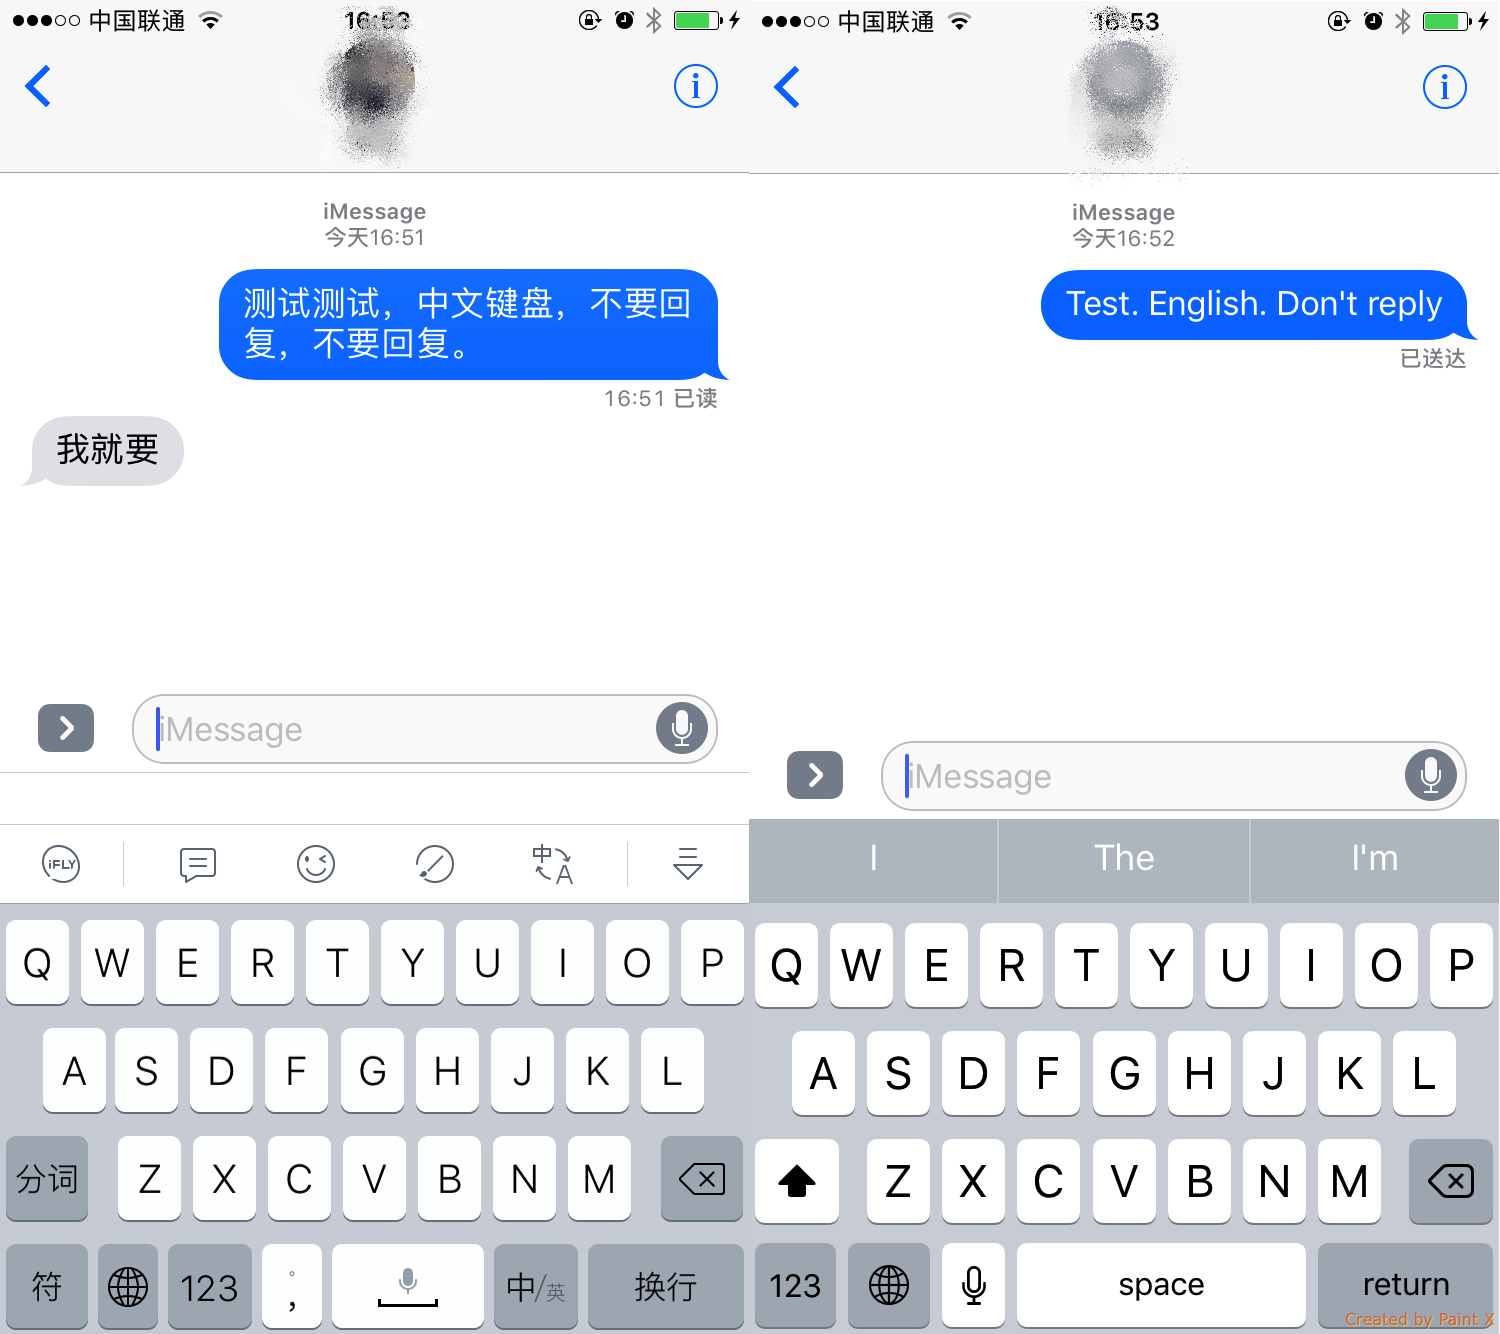 中国联通
16:53
iMessage
今天16:51
测试测试，中文键盘，不要回
复，不要回复。
16:51 已读
我就要
iMessage
iFLY
中 A
Q W E R T Y U I O P
A S D F G H J K L
分词 Z X C V B N M
符 123 。， 中/英 换行
中国联通
16:53
iMessage
今天16:52
Test. English. Don't reply
已送达
iMessage
I The I'm
Q W E R T Y U I O P
A S D F G H J K L
Z X C V B N M
123 space return
Created by Paint X